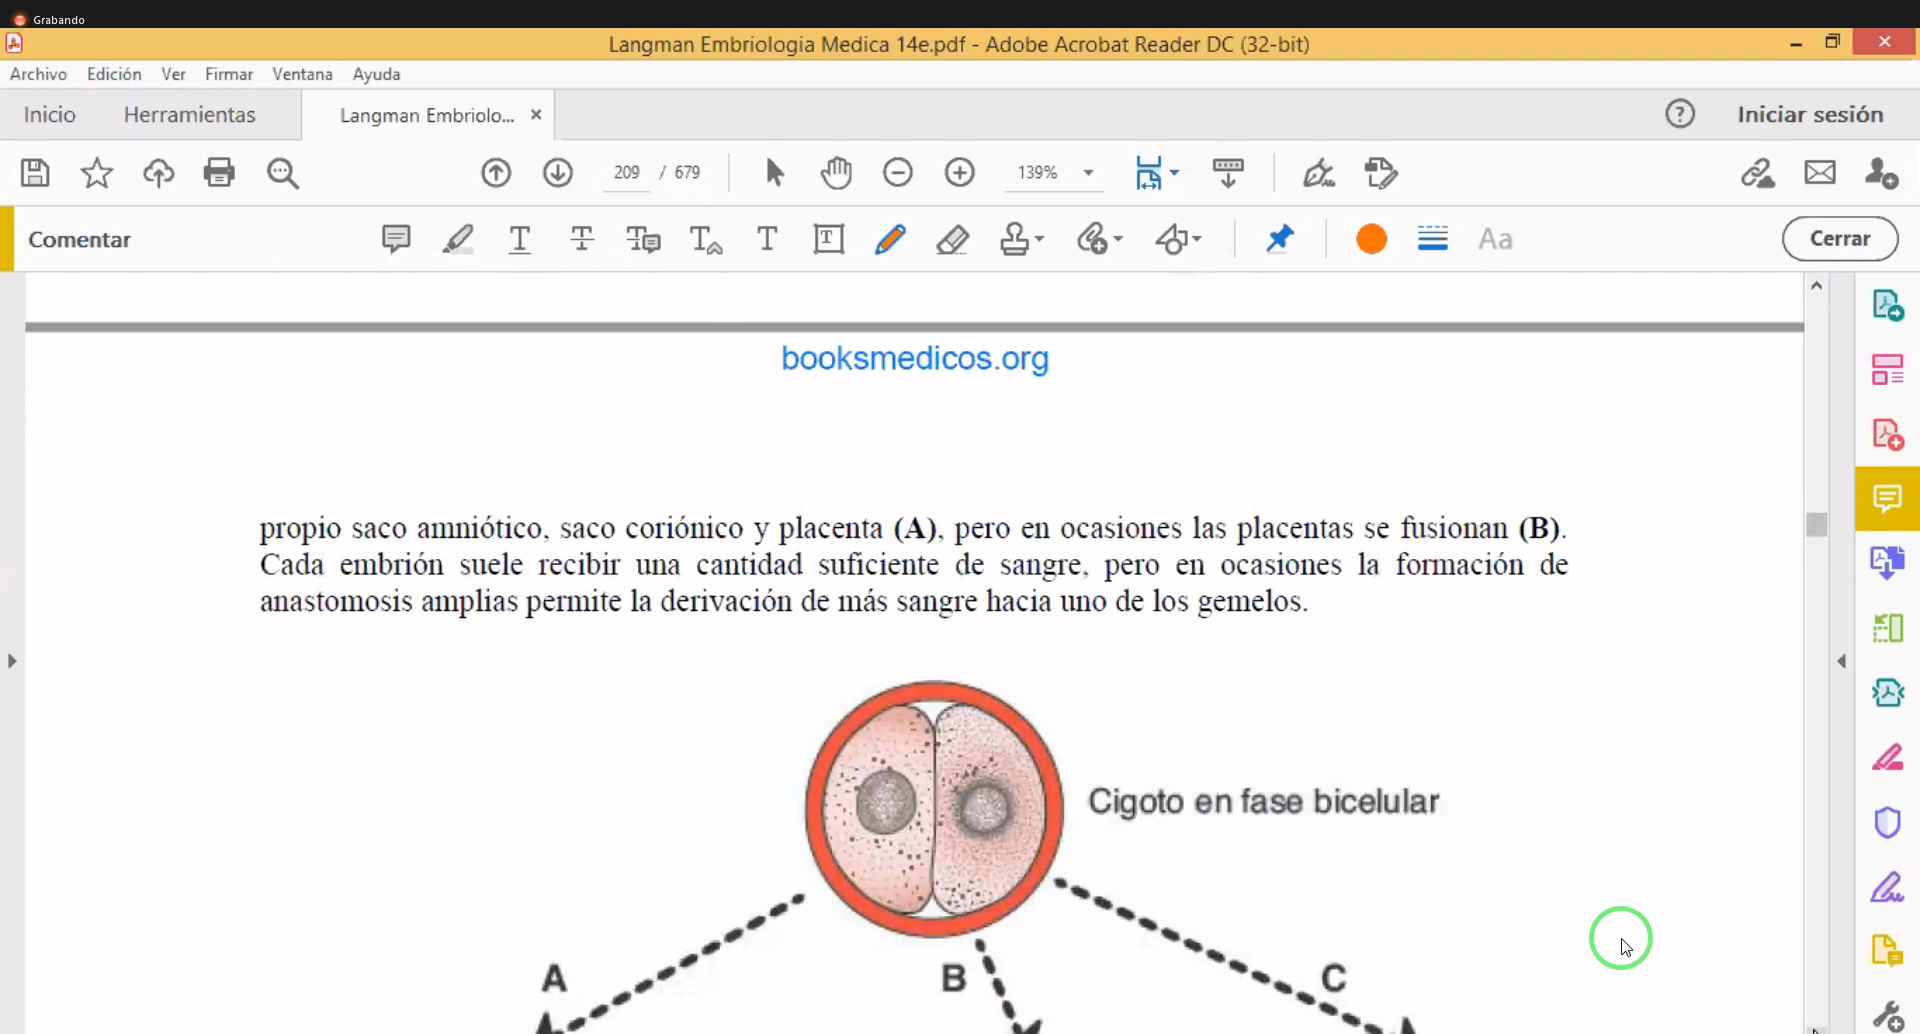 Grabando
Langman Embriologia Medica 14e.pdf - Adobe Acrobat Reader DC (32-bit)
Archivo Edición Ver Firmar Ventana Ayuda
Inicio Herramientas Langman Embriolo... × ? Iniciar sesión
209 / 679 139%
Comentar T T T T T T Aa Cerrar
booksmedicos.org
propio saco amniótico, saco coriónico y placenta (A), pero en ocasiones las placentas se fusionan (B).
Cada embrión suele recibir una cantidad suficiente de sangre, pero en ocasiones la formación de
anastomosis amplias permite la derivación de más sangre hacia uno de los gemelos.
Cigoto en fase bicelular
A B C